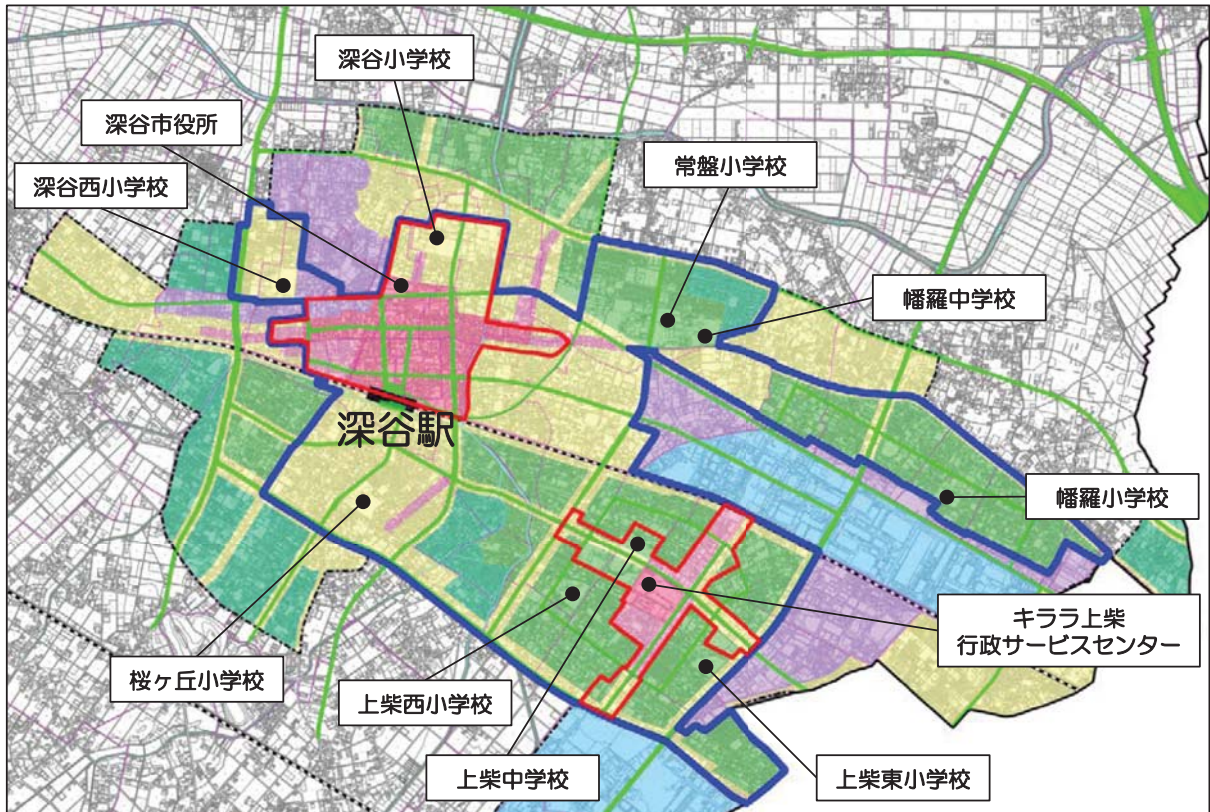 深谷小学校
深谷市役所
深谷西小学校
常盤小学校
幡羅中学校
深谷駅
幡羅小学校
キララ上柴
行政サービスセンター
桜ヶ丘小学校
上柴西小学校
上柴中学校
上柴東小学校